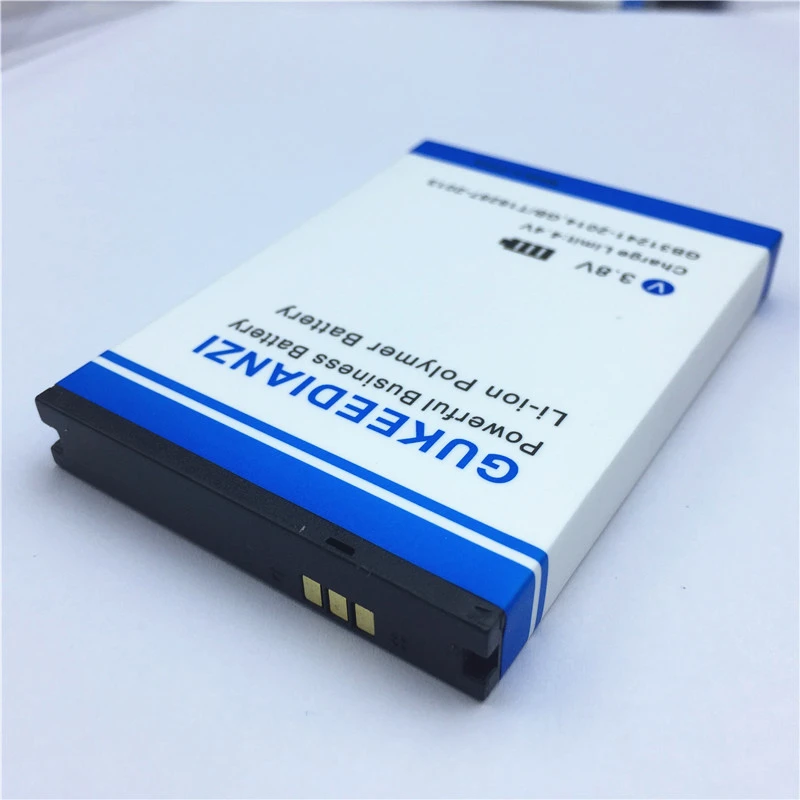 GUKEEDIANZI
Powerful Business Battery
Li-ion Polymer Battery
V 3.8V
Charge Limit:4.4V
GB31241-2014,GB/T18287-2013